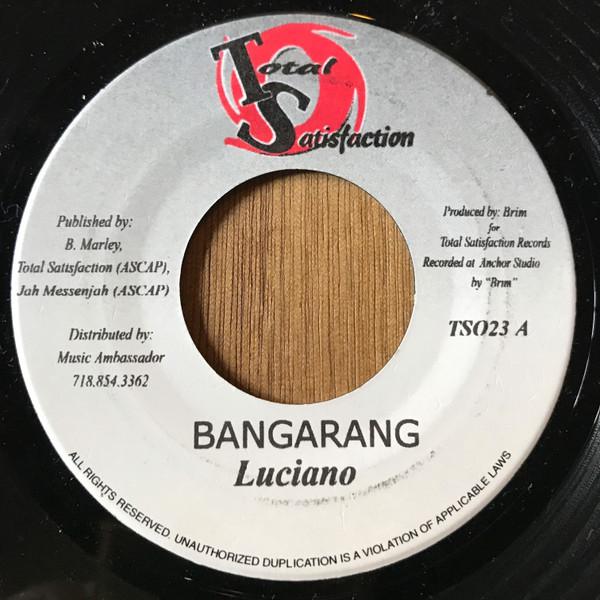 Total
Satisfaction
Published by:
B. Marley,
Total Satisfaction (ASCAP),
Jah Messenjah (ASCAP)
Distributed by:
Music Ambassador
718.854.3362
Produced by: Brim
for
Total Satisfaction Records
Recorded at Anchor Studio
by "Brim"
TSO23 A
BANGARANG
Luciano
ALL RIGHTS RESERVED. UNAUTHORIZED DUPLICATION IS A VIOLATION OF APPLICABLE LAWS